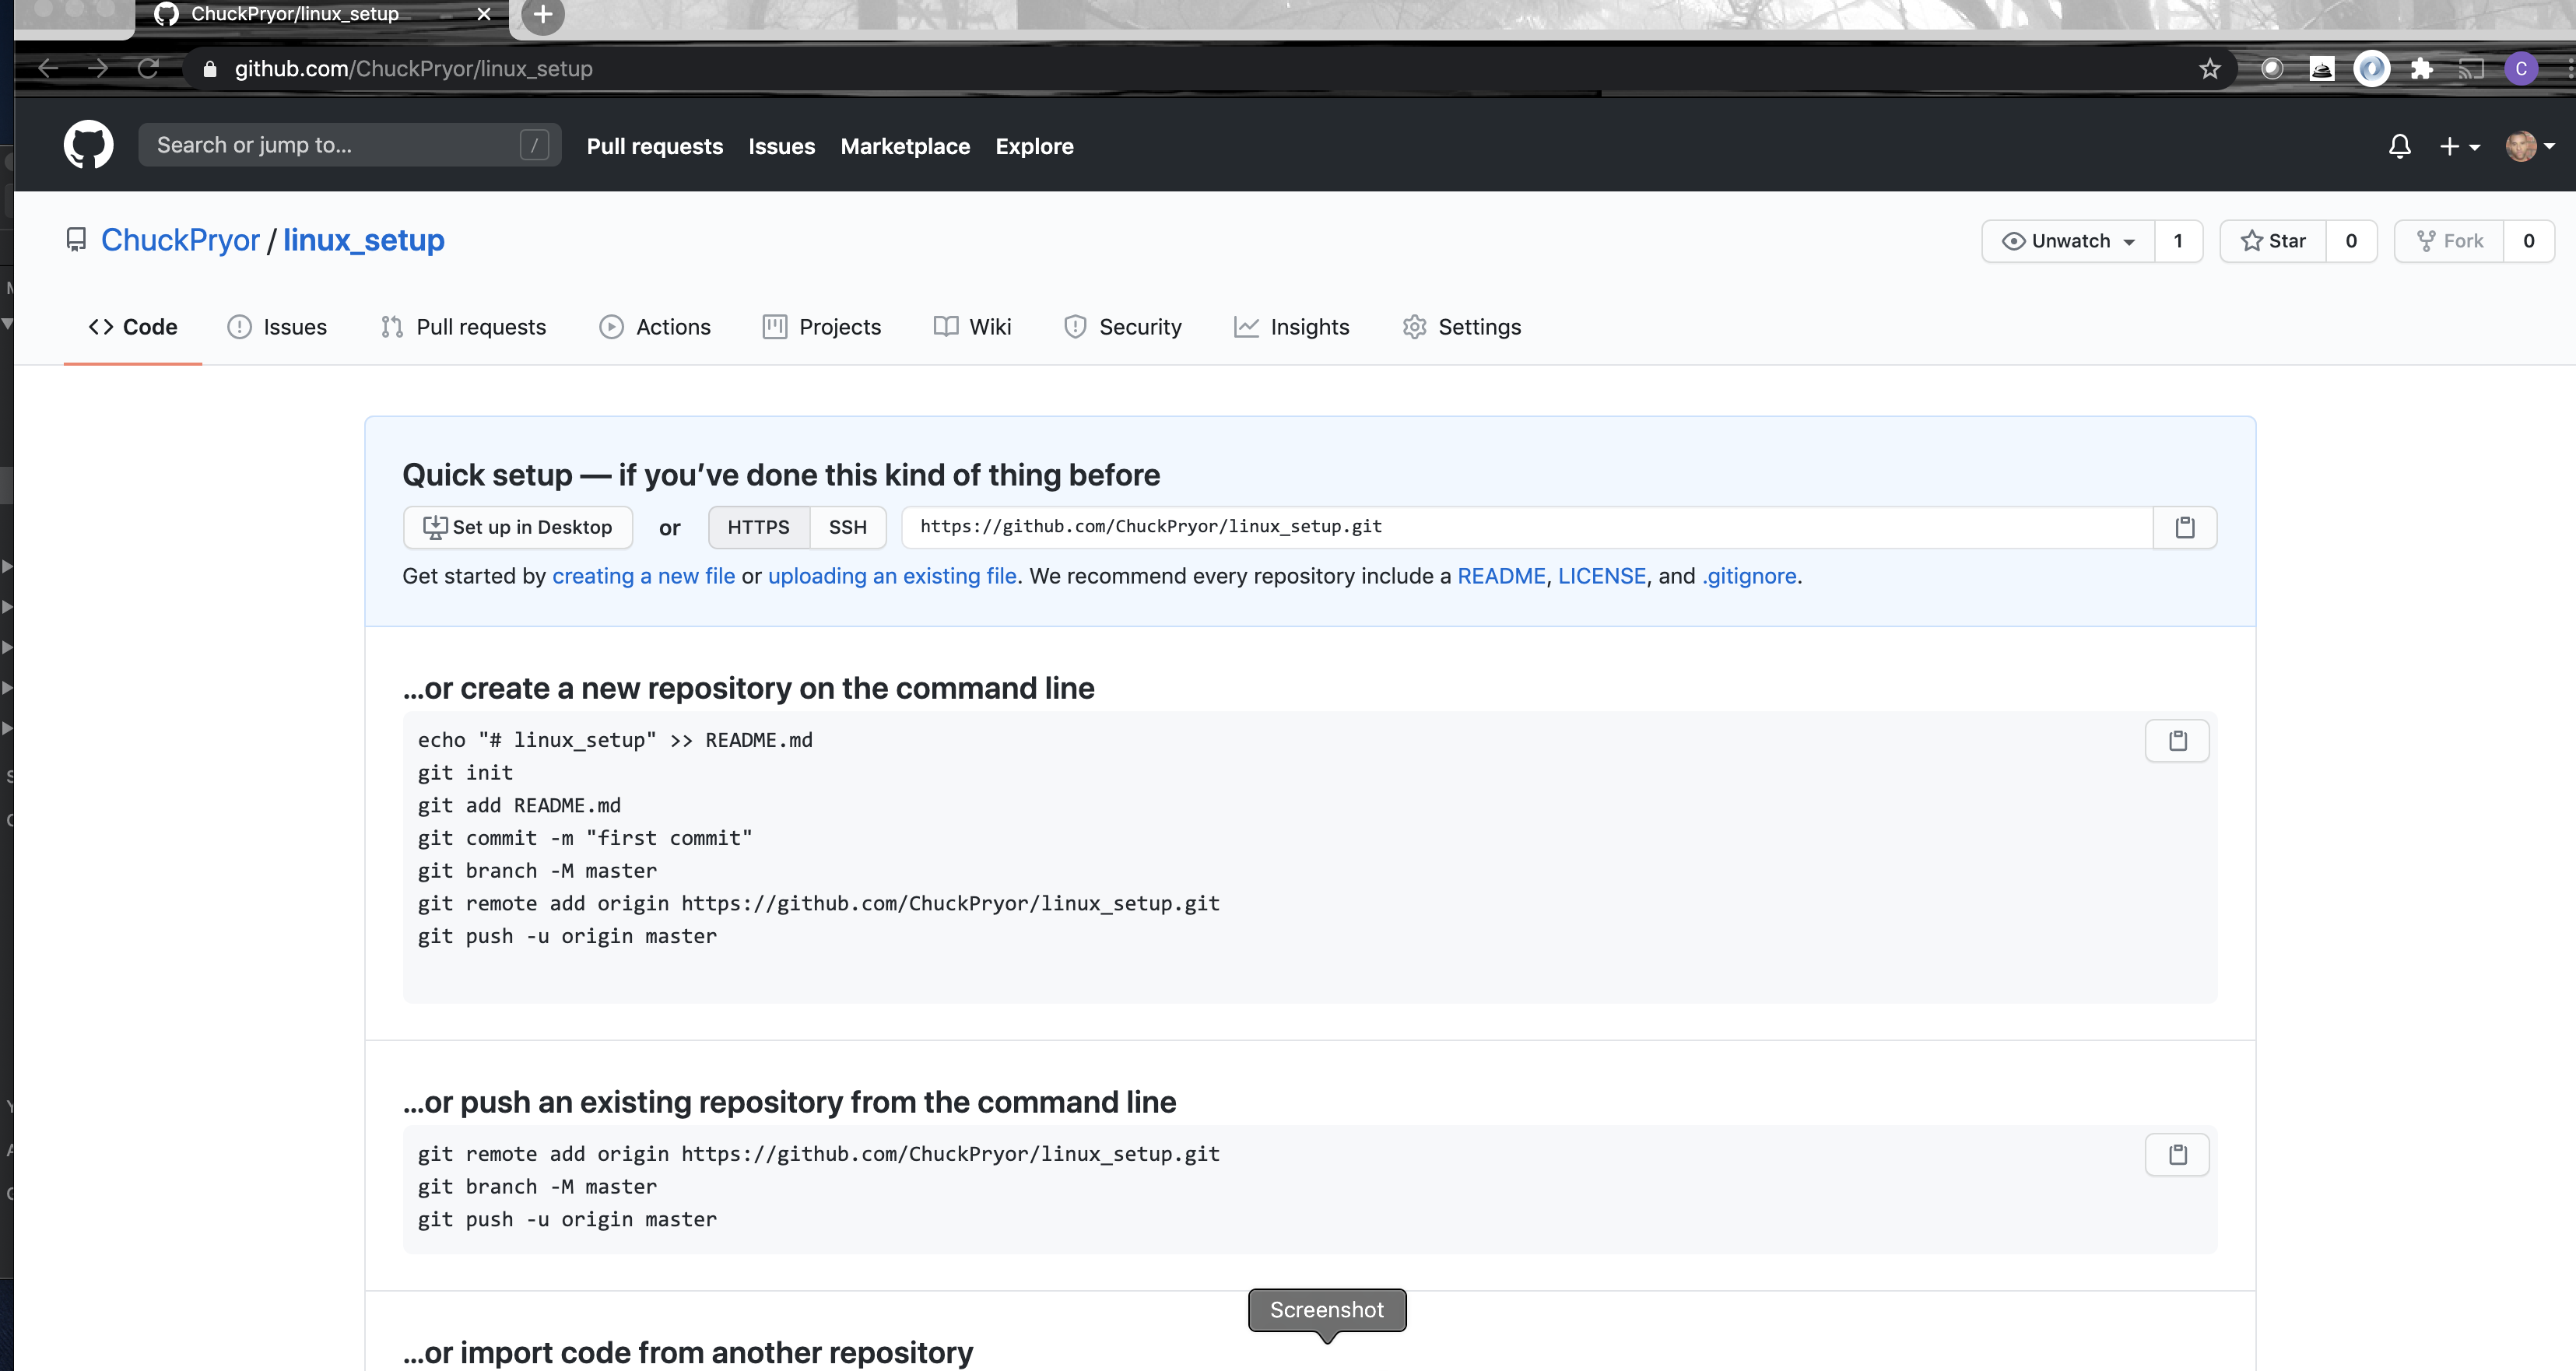 ChuckPryor/linux_setup
github.com/ChuckPryor/linux_setup
C
Search or jump to... /
Pull requests Issues Marketplace Explore
ChuckPryor / linux_setup
Unwatch 1 Star 0 Fork 0
Code Issues Pull requests Actions Projects Wiki Security Insights Settings
Quick setup — if you’ve done this kind of thing before
Set up in Desktop or HTTPS SSH https://github.com/ChuckPryor/linux_setup.git
Get started by creating a new file or uploading an existing file. We recommend every repository include a README, LICENSE, and .gitignore.
…or create a new repository on the command line
echo "# linux_setup" >> README.md
git init
git add README.md
git commit -m "first commit"
git branch -M master
git remote add origin https://github.com/ChuckPryor/linux_setup.git
git push -u origin master
…or push an existing repository from the command line
git remote add origin https://github.com/ChuckPryor/linux_setup.git
git branch -M master
git push -u origin master
Screenshot
…or import code from another repository